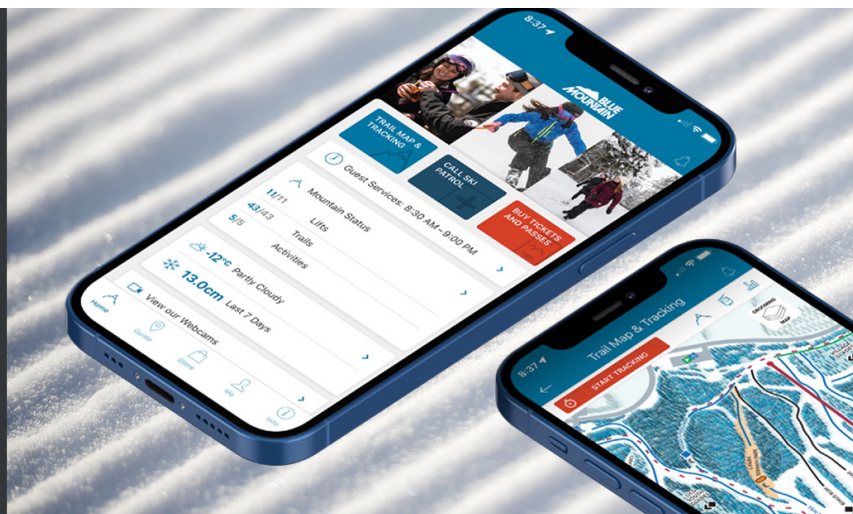 8:37
BLUE
MOUNTAIN
TRAIL MAP &
TRACKING
CALL SKI
PATROL
BUY TICKETS
AND PASSES
Guest Services: 8:30 AM - 9:00 PM
Mountain Status
11/11 Lifts
43/43 Trails
5/5 Activities
-12°C Partly Cloudy
13.0cm Last 7 Days
View our Webcams
Home
Guide
Store
Me
Info
8:37
Trail Map & Tracking
START TRACKING
GROOMING
MAP